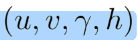 (u, v, γ, h)